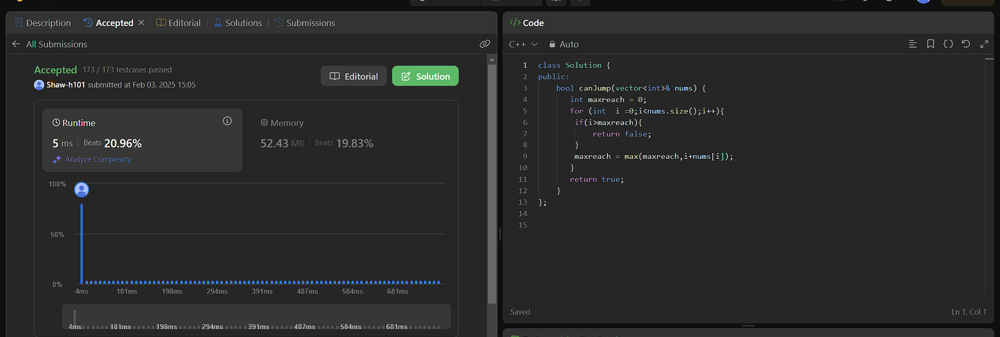 Description | Accepted × | Editorial | Solutions | Submissions
All Submissions
Accepted 173 / 173 testcases passed
Shaw-h101 submitted at Feb 03, 2025 15:05
Editorial
Solution
Runtime
5 ms | Beats 20.96%
Analyze Complexity
Memory
52.43 MB | Beats 19.83%
100%
50%
0%
4ms 101ms 198ms 294ms 391ms 487ms 584ms 681ms
4ms 101ms 198ms 294ms 391ms 487ms 584ms 681ms
</> Code
C++ Auto
1 class Solution {
2 public:
3     bool canJump(vector<int>& nums) {
4        int maxreach = 0;
5        for (int  i =0;i<nums.size();i++){
6         if(i>maxreach){
7             return false;
8         }
9         maxreach = max(maxreach,i+nums[i]);
10        }
11        return true;
12     }
13 };
14
15
Saved
Ln 1, Col 1